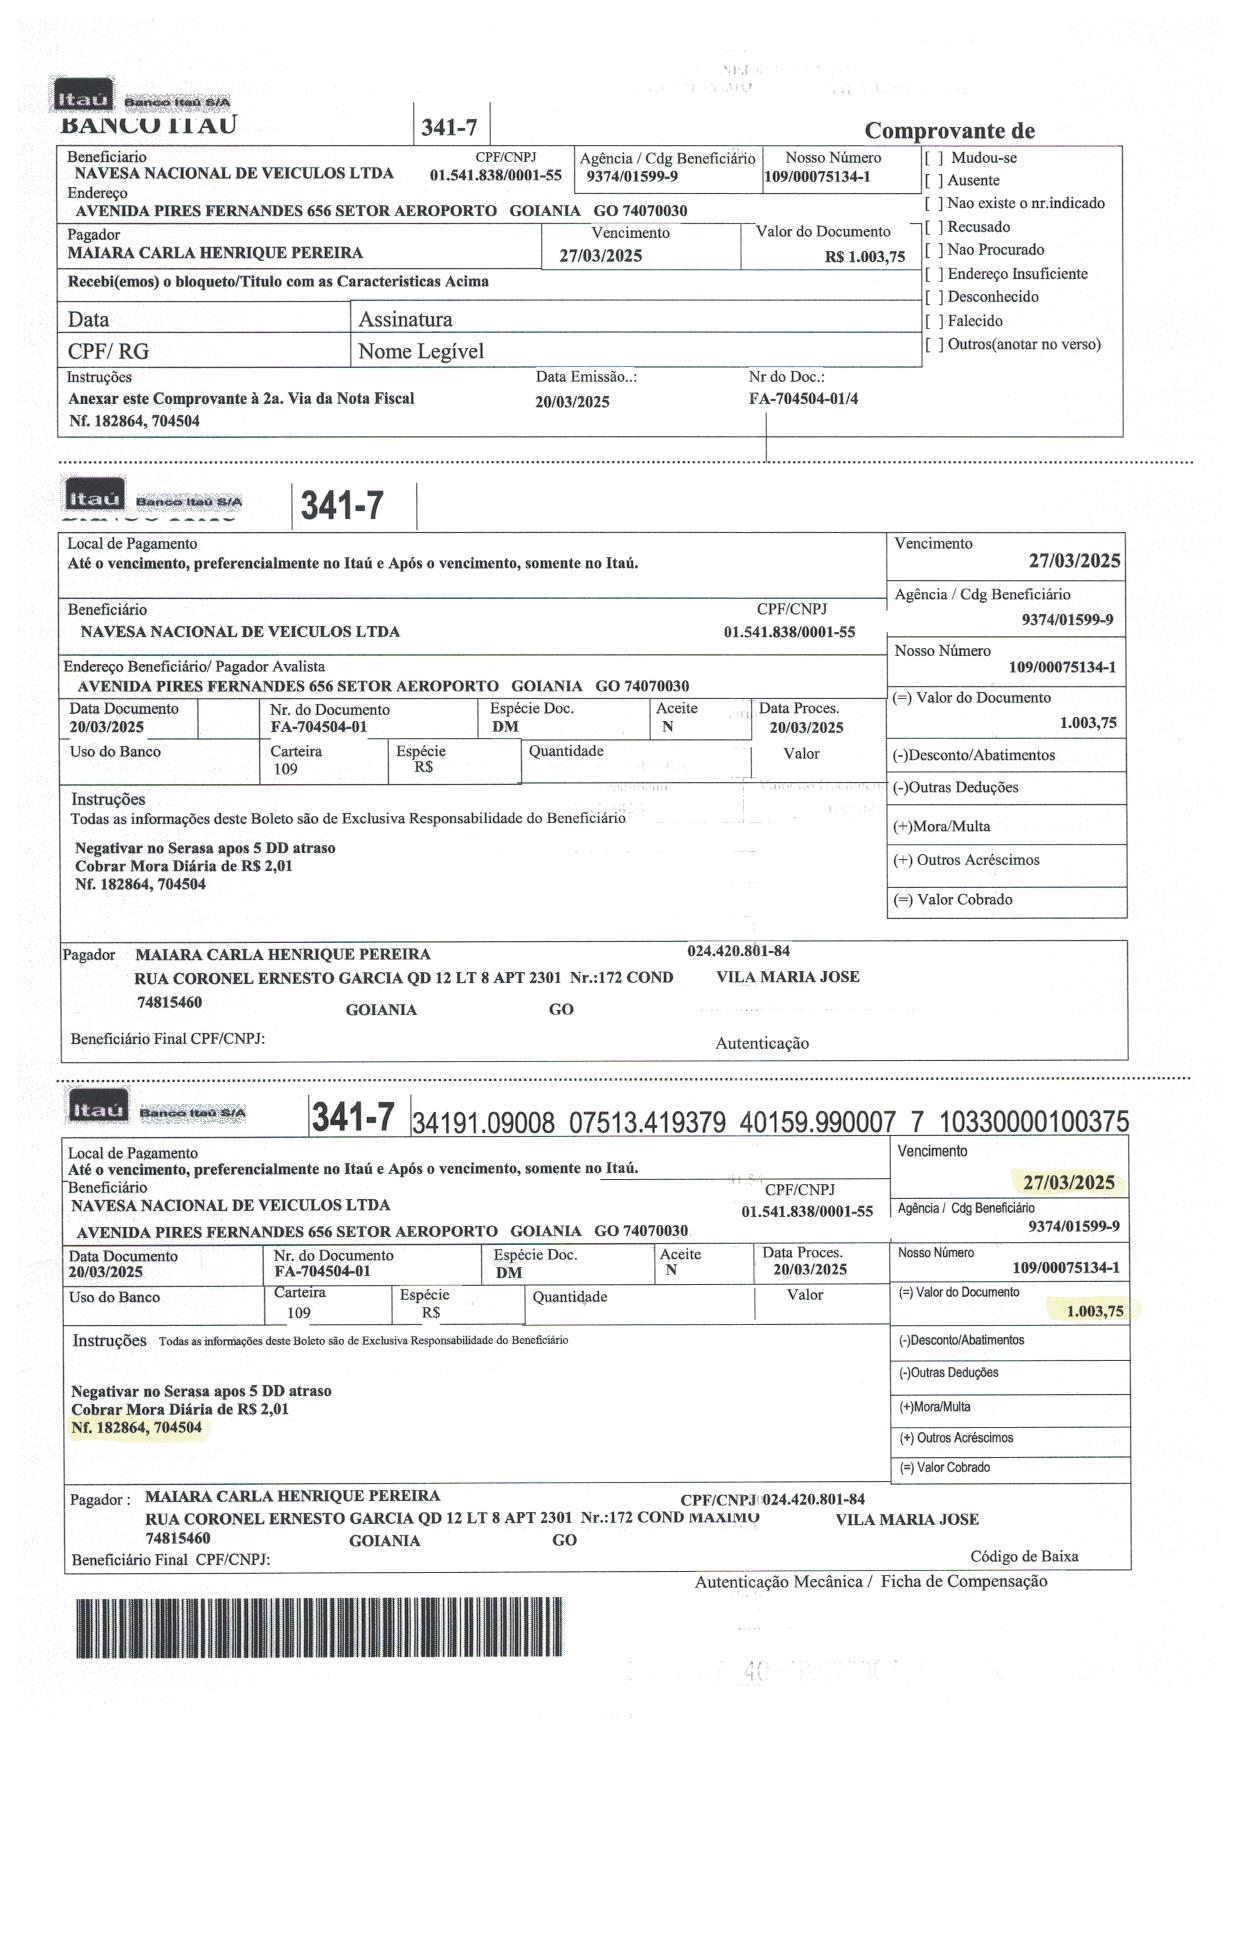 Itaú Banco Itaú S/A
BANCO ITAÚ 341-7 Comprovante de
Beneficiario CPF/CNPJ Agência / Cdg Beneficiário Nosso Número [ ] Mudou-se
NAVESA NACIONAL DE VEICULOS LTDA 01.541.838/0001-55 9374/01599-9 109/00075134-1 [ ] Ausente
Endereço [ ] Nao existe o nr.indicado
AVENIDA PIRES FERNANDES 656 SETOR AEROPORTO GOIANIA GO 74070030
Pagador Vencimento Valor do Documento [ ] Recusado
MAIARA CARLA HENRIQUE PEREIRA 27/03/2025 R$ 1.003,75 [ ] Nao Procurado
Recebi(emos) o bloqueto/Titulo com as Caracteristicas Acima [ ] Endereço Insuficiente
[ ] Desconhecido
Data Assinatura [ ] Falecido
CPF/ RG Nome Legível [ ] Outros(anotar no verso)
Instruções Data Emissão..: Nr do Doc.:
Anexar este Comprovante à 2a. Via da Nota Fiscal 20/03/2025 FA-704504-01/4
Nf. 182864, 704504
Itaú Banco Itaú S/A 341-7
Local de Pagamento Vencimento
Até o vencimento, preferencialmente no Itaú e Após o vencimento, somente no Itaú. 27/03/2025
Beneficiário CPF/CNPJ Agência / Cdg Beneficiário
NAVESA NACIONAL DE VEICULOS LTDA 01.541.838/0001-55 9374/01599-9
Endereço Beneficiário/ Pagador Avalista Nosso Número
AVENIDA PIRES FERNANDES 656 SETOR AEROPORTO GOIANIA GO 74070030 109/00075134-1
Data Documento Nr. do Documento Espécie Doc. Aceite Data Proces. (=) Valor do Documento
20/03/2025 FA-704504-01 DM N 20/03/2025 1.003,75
Uso do Banco Carteira Espécie Quantidade Valor (-)Desconto/Abatimentos
109 R$
Instruções (-)Outras Deduções
Todas as informações deste Boleto são de Exclusiva Responsabilidade do Beneficiário
(+)Mora/Multa
Negativar no Serasa apos 5 DD atraso
Cobrar Mora Diária de R$ 2,01 (+) Outros Acréscimos
Nf. 182864, 704504
(=) Valor Cobrado
Pagador MAIARA CARLA HENRIQUE PEREIRA 024.420.801-84
RUA CORONEL ERNESTO GARCIA QD 12 LT 8 APT 2301 Nr.:172 COND VILA MARIA JOSE
74815460 GOIANIA GO
Beneficiário Final CPF/CNPJ: Autenticação
Itaú Banco Itaú S/A 341-7 34191.09008 07513.419379 40159.990007 7 10330000100375
Local de Pagamento Vencimento
Até o vencimento, preferencialmente no Itaú e Após o vencimento, somente no Itaú. 27/03/2025
Beneficiário CPF/CNPJ
NAVESA NACIONAL DE VEICULOS LTDA 01.541.838/0001-55 Agência / Cdg Beneficiário
AVENIDA PIRES FERNANDES 656 SETOR AEROPORTO GOIANIA GO 74070030 9374/01599-9
Data Documento Nr. do Documento Espécie Doc. Aceite Data Proces. Nosso Número
20/03/2025 FA-704504-01 DM N 20/03/2025 109/00075134-1
Uso do Banco Carteira Espécie Quantidade Valor (=) Valor do Documento
109 R$ 1.003,75
Instruções Todas as informações deste Boleto são de Exclusiva Responsabilidade do Beneficiário (-)Desconto/Abatimentos
(-)Outras Deduções
Negativar no Serasa apos 5 DD atraso
Cobrar Mora Diária de R$ 2,01 (+)Mora/Multa
Nf. 182864, 704504
(+) Outros Acréscimos
(=) Valor Cobrado
Pagador : MAIARA CARLA HENRIQUE PEREIRA CPF/CNPJ 024.420.801-84
RUA CORONEL ERNESTO GARCIA QD 12 LT 8 APT 2301 Nr.:172 COND MAXIMO VILA MARIA JOSE
74815460 GOIANIA GO
Beneficiário Final CPF/CNPJ: Código de Baixa
Autenticação Mecânica / Ficha de Compensação